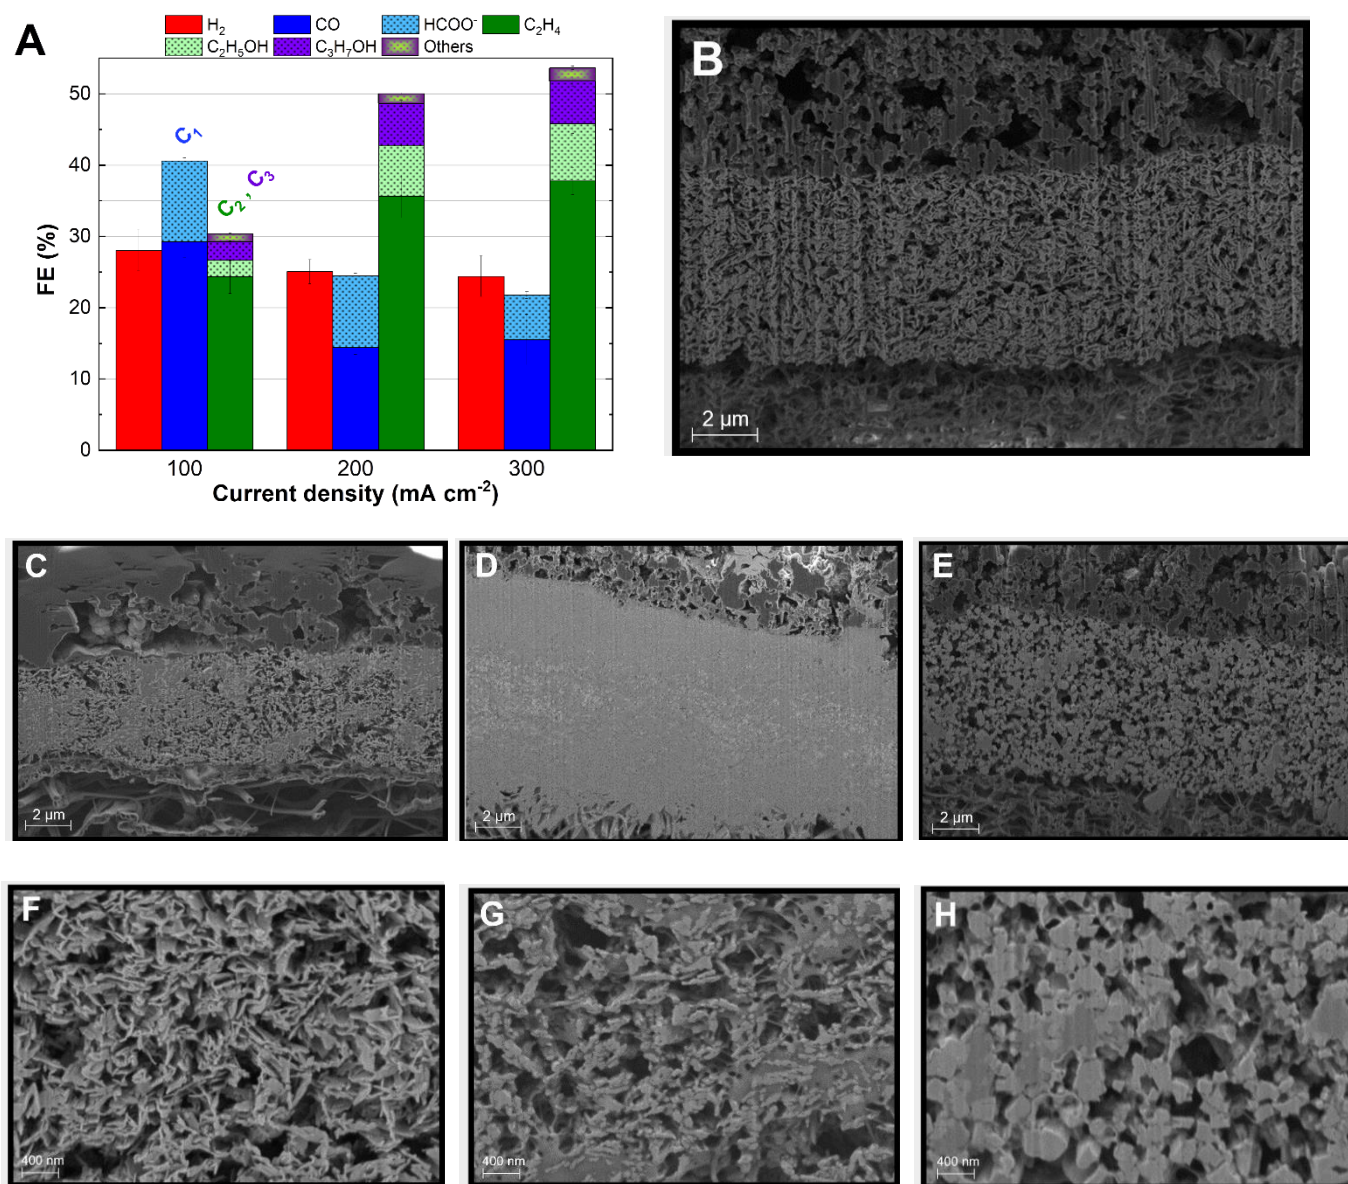 A
H₂ CO HCOO⁻ C₂H₄
C₂H₅OH C₃H₇OH Others
FE (%)
50
40
30
20
10
0
C₁
C₂, C₃
100 200 300
Current density (mA cm⁻²)
B
2 µm
C
2 µm
D
2 µm
E
2 µm
F
400 nm
G
400 nm
H
400 nm